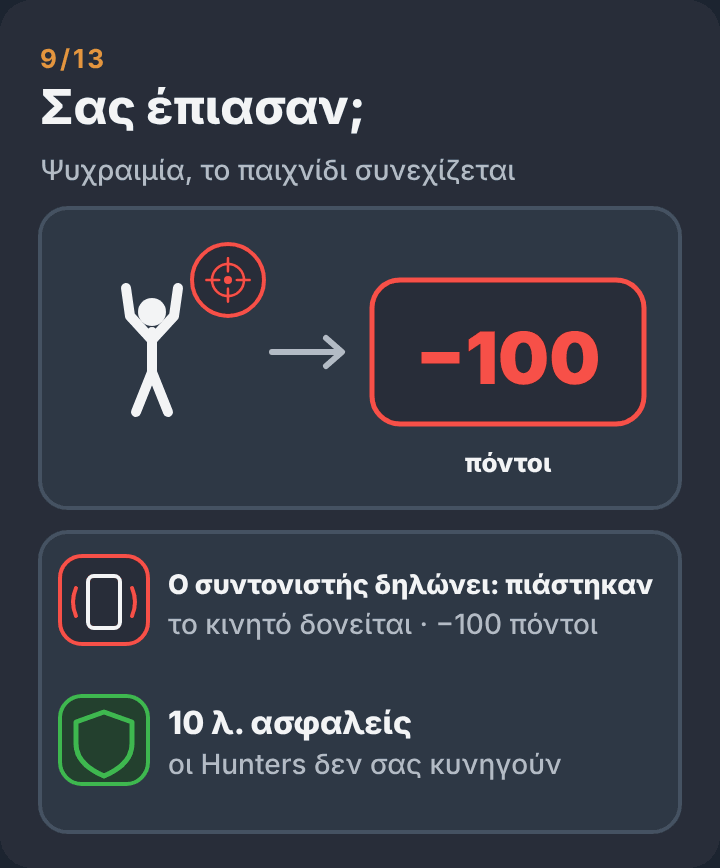 9/13
Σας έπιασαν;
Ψυχραιμία, το παιχνίδι συνεχίζεται
−100
πόντοι
Ο συντονιστής δηλώνει: πιάστηκαν
το κινητό δονείται · −100 πόντοι
10 λ. ασφαλείς
οι Hunters δεν σας κυνηγούν